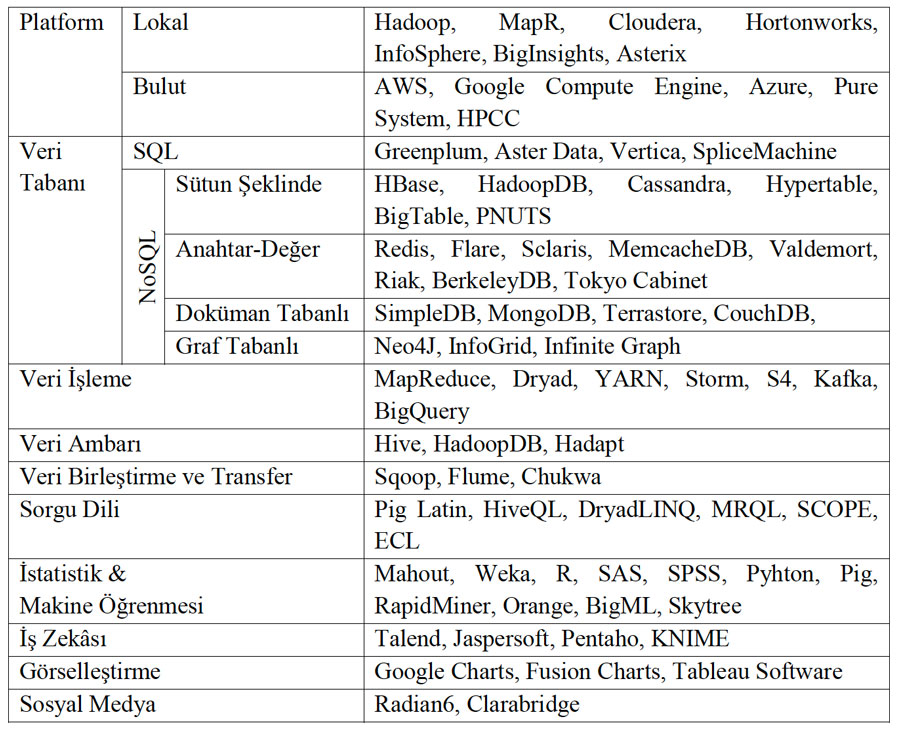 Platform Lokal Hadoop, MapR, Cloudera, Hortonworks,
InfoSphere, BigInsights, Asterix
Bulut AWS, Google Compute Engine, Azure, Pure
System, HPCC
Veri SQL Greenplum, Aster Data, Vertica, SpliceMachine
Tabanı
NoSQL
Sütun Şeklinde HBase, HadoopDB, Cassandra, Hypertable,
BigTable, PNUTS
Anahtar-Değer Redis, Flare, Sclaris, MemcacheDB, Valdemort,
Riak, BerkeleyDB, Tokyo Cabinet
Doküman Tabanlı SimpleDB, MongoDB, Terrastore, CouchDB,
Graf Tabanlı Neo4J, InfoGrid, Infinite Graph
Veri İşleme MapReduce, Dryad, YARN, Storm, S4, Kafka,
BigQuery
Veri Ambarı Hive, HadoopDB, Hadapt
Veri Birleştirme ve Transfer Sqoop, Flume, Chukwa
Sorgu Dili Pig Latin, HiveQL, DryadLINQ, MRQL, SCOPE,
ECL
İstatistik & Mahout, Weka, R, SAS, SPSS, Pyhton, Pig,
Makine Öğrenmesi RapidMiner, Orange, BigML, Skytree
İş Zekâsı Talend, Jaspersoft, Pentaho, KNIME
Görselleştirme Google Charts, Fusion Charts, Tableau Software
Sosyal Medya Radian6, Clarabridge